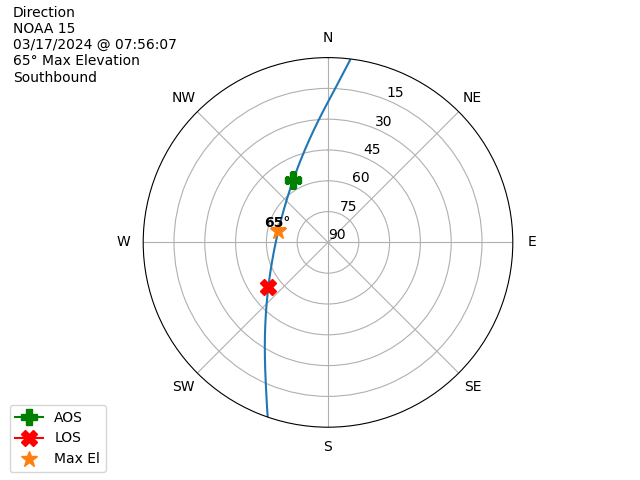 Direction
NOAA 15
03/17/2024 @ 07:56:07
65° Max Elevation
Southbound
N
NW
NE
15
30
45
60
75
90
65°
W
E
SW
SE
S
AOS
LOS
Max El